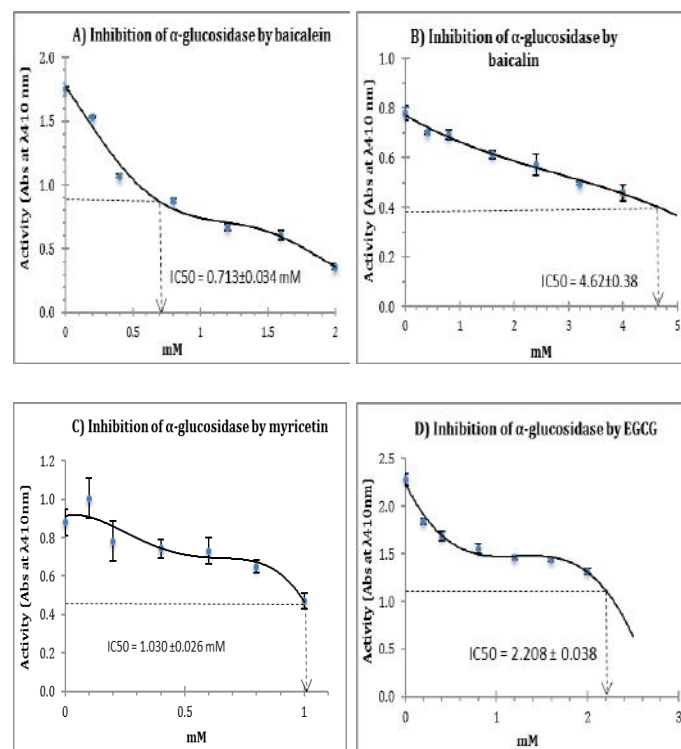 A) Inhibition of α-glucosidase by baicalein
Activity (Abs at λ410 nm)
2.0
1.5
1.0
0.5
0.0
IC50 = 0.713±0.034 mM
0
0.5
1
1.5
2
mM
B) Inhibition of α-glucosidase by
baicalin
Activity (Abs at λ410 nm)
1.0
0.8
0.6
0.4
0.2
0.0
IC50 = 4.62±0.38
0
1
2
3
4
5
mM
C) Inhibition of α-glucosidase by myricetin
Activity (Abs at λ410nm)
1.2
1.0
0.8
0.6
0.4
0.2
0.0
IC50 = 1.030±0.026 mM
0
0.5
1
mM
D) Inhibition of α-glucosidase by EGCG
Activity (Abs at λ410 nm)
2.5
2.0
1.5
1.0
0.5
0.0
IC50 = 2.208 ± 0.038
0
1
2
3
mM